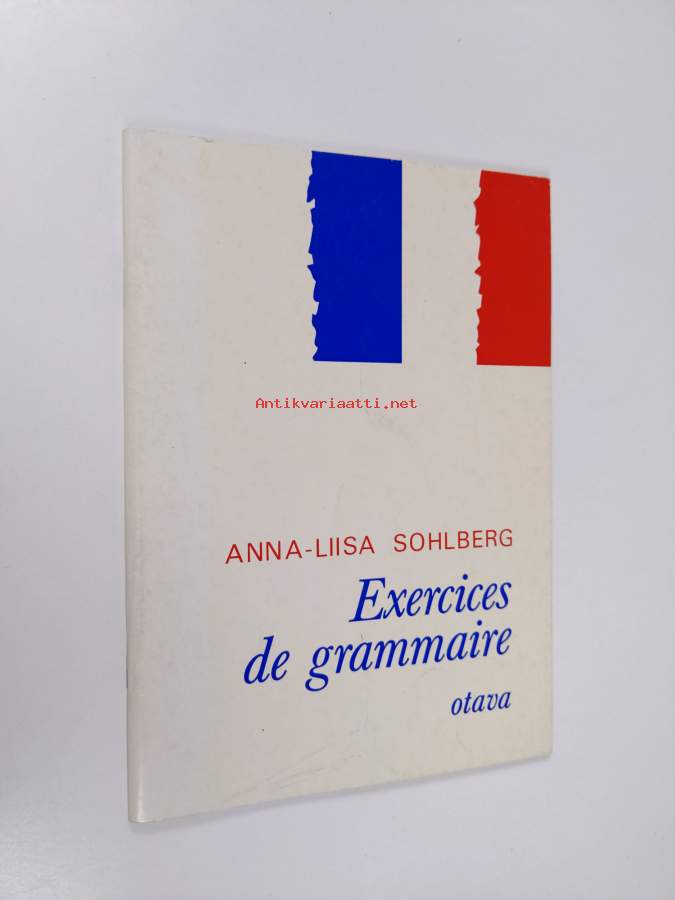 Antikvariaatti.net
ANNA-LIISA SOHLBERG
Exercices
de grammaire
otava